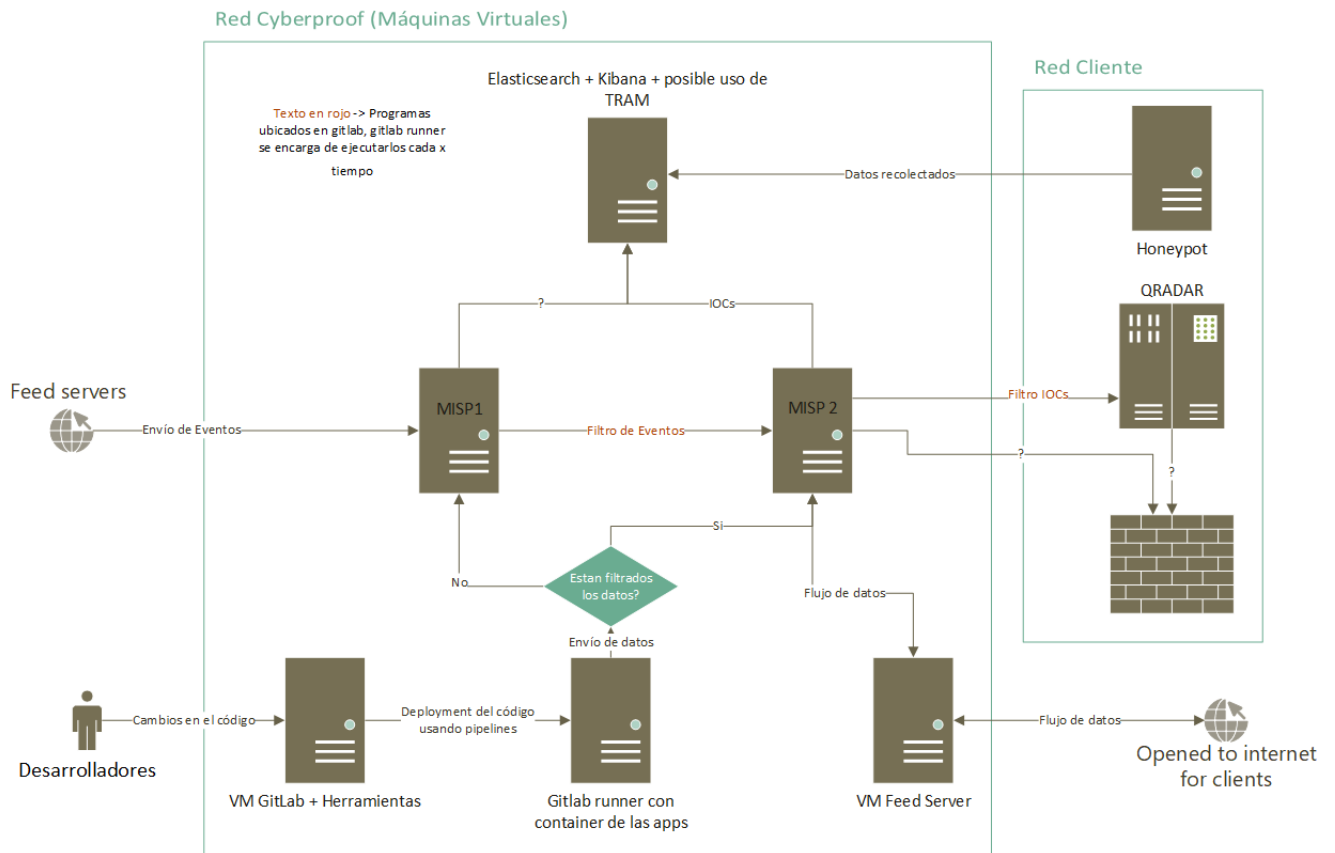 Red Cyberproof (Máquinas Virtuales)
Elasticsearch + Kibana + posible uso de
TRAM
Texto en rojo -> Programas
ubicados en gitlab, gitlab runner
se encarga de ejecutarlos cada x
tiempo
Red Cliente
Datos recolectados
Honeypot
QRADAR
?
IOCs
Feed servers
Envío de Eventos
MISP1
Filtro de Eventos
MISP 2
Filtro IOCs
?
?
Si
No
Estan filtrados
los datos?
Flujo de datos
Envío de datos
Desarrolladores
Cambios en el código
VM GitLab + Herramientas
Deployment del código
usando pipelines
Gitlab runner con
container de las apps
VM Feed Server
Flujo de datos
Opened to internet
for clients